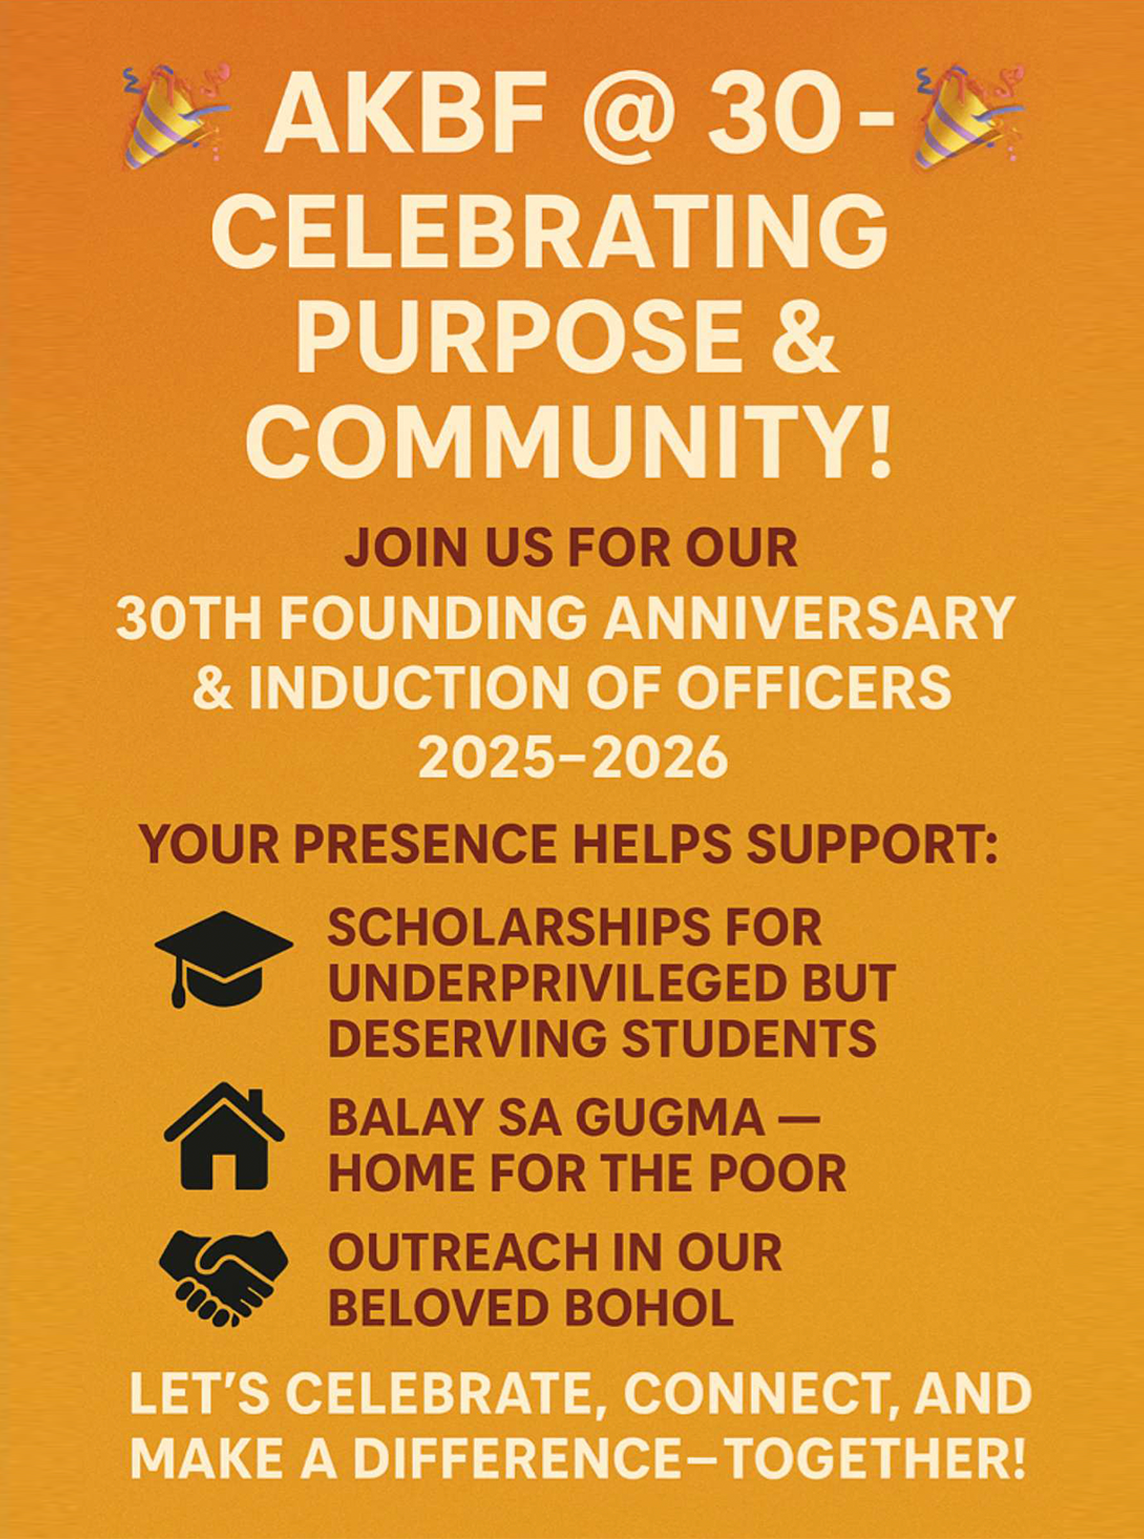 AKBF @ 30-
CELEBRATING
PURPOSE &
COMMUNITY!
JOIN US FOR OUR
30TH FOUNDING ANNIVERSARY
& INDUCTION OF OFFICERS
2025–2026
YOUR PRESENCE HELPS SUPPORT:
SCHOLARSHIPS FOR
UNDERPRIVILEGED BUT
DESERVING STUDENTS
BALAY SA GUGMA —
HOME FOR THE POOR
OUTREACH IN OUR
BELOVED BOHOL
LET'S CELEBRATE, CONNECT, AND
MAKE A DIFFERENCE–TOGETHER!